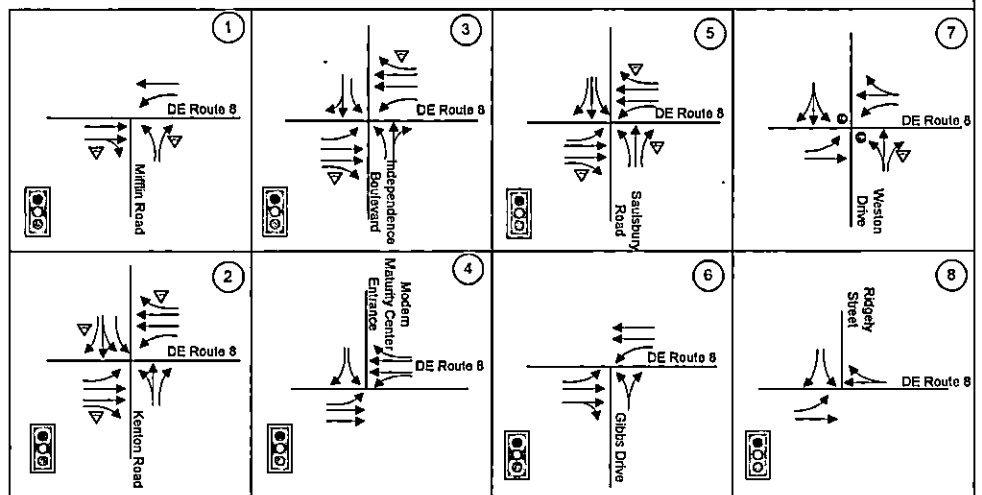 1
DE Route 8
Mifflin Road
3
DE Route 8
Independence
Boulevard
5
DE Route 8
Saulsbury
Road
7
DE Route 8
Weston
Drive
2
DE Route 8
Kenton Road
4
Modern
Maturity Center
Entrance
DE Route 8
6
DE Route 8
Gibbs Drive
8
Ridgely
Street
DE Route 8